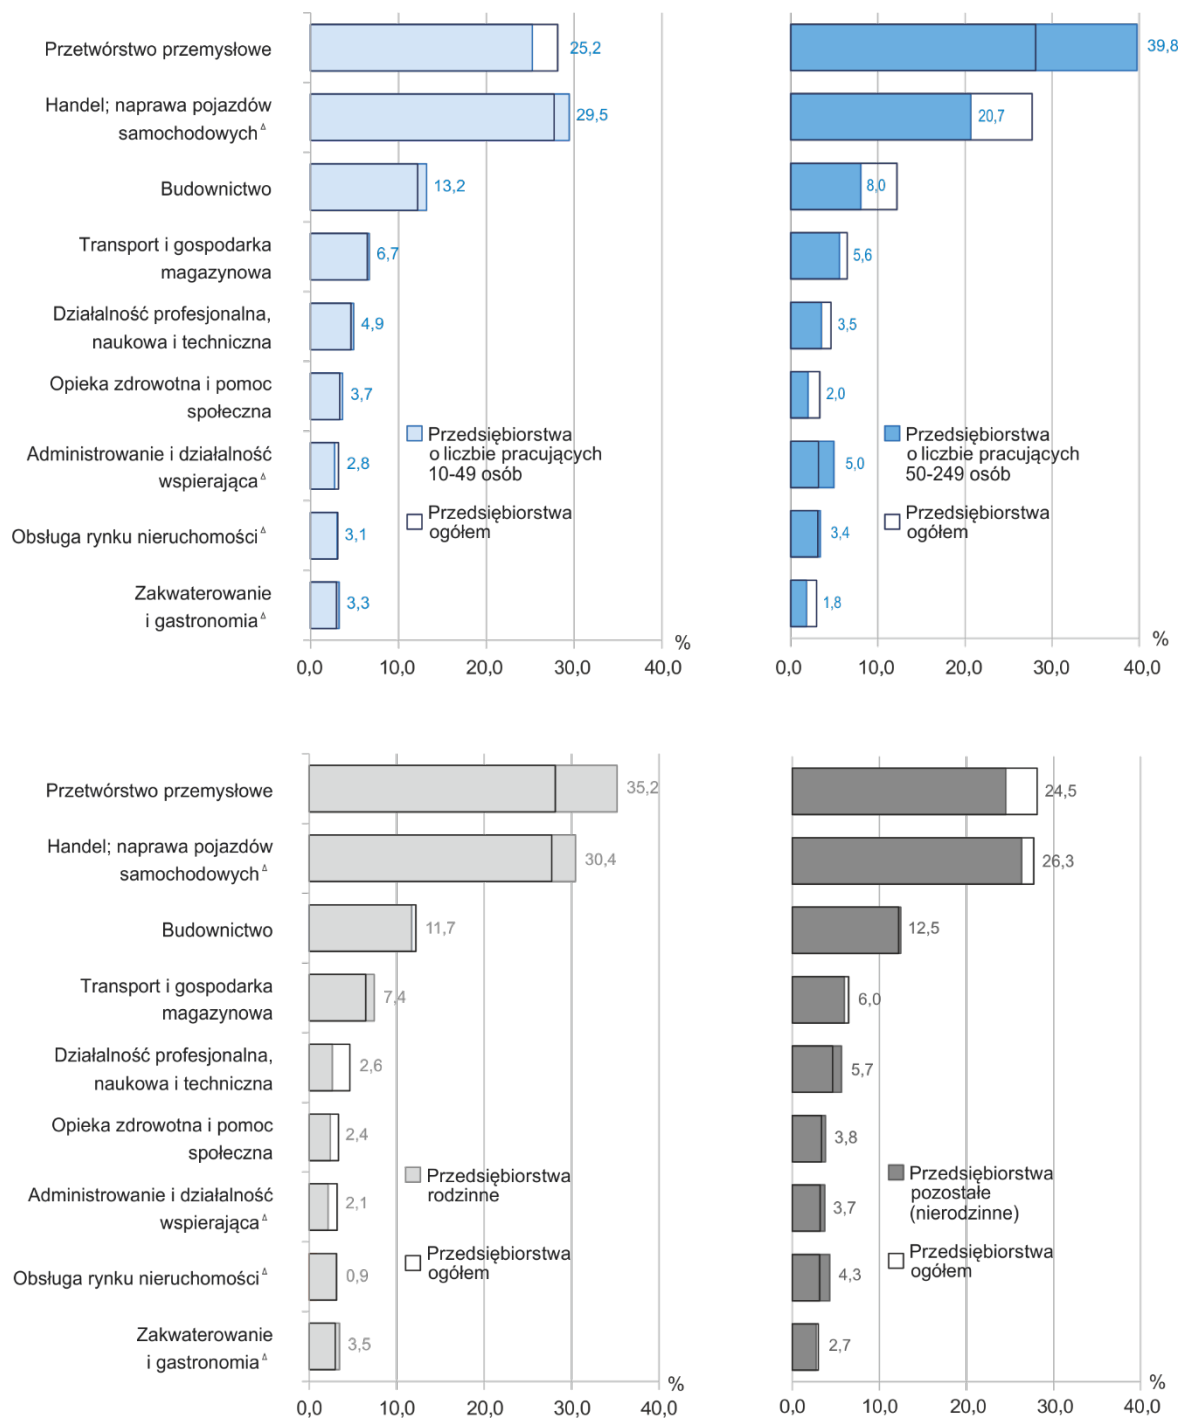 Przetwórstwo przemysłowe
25,2
Handel; naprawa pojazdów
samochodowych Δ
29,5
Budownictwo
13,2
Transport i gospodarka
magazynowa
6,7
Działalność profesjonalna,
naukowa i techniczna
4,9
Opieka zdrowotna i pomoc
społeczna
3,7
Administrowanie i działalność
wspierająca Δ
2,8
Obsługa rynku nieruchomości Δ
3,1
Zakwaterowanie
i gastronomia Δ
3,3
Przedsiębiorstwa
o liczbie pracujących
10-49 osób
Przedsiębiorstwa
ogółem
%
0,0 10,0 20,0 30,0 40,0
39,8
20,7
8,0
5,6
3,5
2,0
5,0
3,4
1,8
Przedsiębiorstwa
o liczbie pracujących
50-249 osób
Przedsiębiorstwa
ogółem
%
0,0 10,0 20,0 30,0 40,0
Przetwórstwo przemysłowe
35,2
Handel; naprawa pojazdów
samochodowych Δ
30,4
Budownictwo
11,7
Transport i gospodarka
magazynowa
7,4
Działalność profesjonalna,
naukowa i techniczna
2,6
Opieka zdrowotna i pomoc
społeczna
2,4
Administrowanie i działalność
wspierająca Δ
2,1
Obsługa rynku nieruchomości Δ
0,9
Zakwaterowanie
i gastronomia Δ
3,5
Przedsiębiorstwa
rodzinne
Przedsiębiorstwa
ogółem
%
0,0 10,0 20,0 30,0 40,0
24,5
26,3
12,5
6,0
5,7
3,8
3,7
4,3
2,7
Przedsiębiorstwa
pozostałe
(nierodzinne)
Przedsiębiorstwa
ogółem
%
0,0 10,0 20,0 30,0 40,0